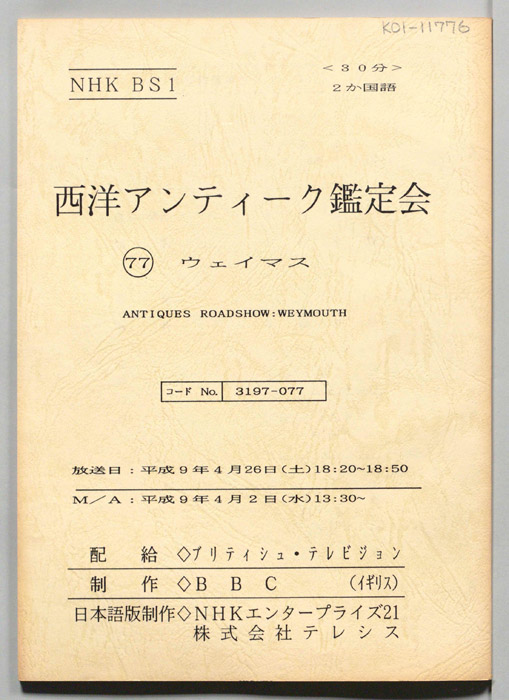 KO1-11776
NHK BS1
<30分>
2か国語
西洋アンティーク鑑定会
77 ウェイマス
ANTIQUES ROADSHOW:WEYMOUTH
コード No. 3197-077
放送日:平成9年4月26日(土)18:20~18:50
M/A:平成9年4月2日(水)13:30~
配給◇ブリティシュ・テレビジョン
制作◇BBC (イギリス)
日本語版制作◇NHKエンタープライズ21
株式会社テレシス